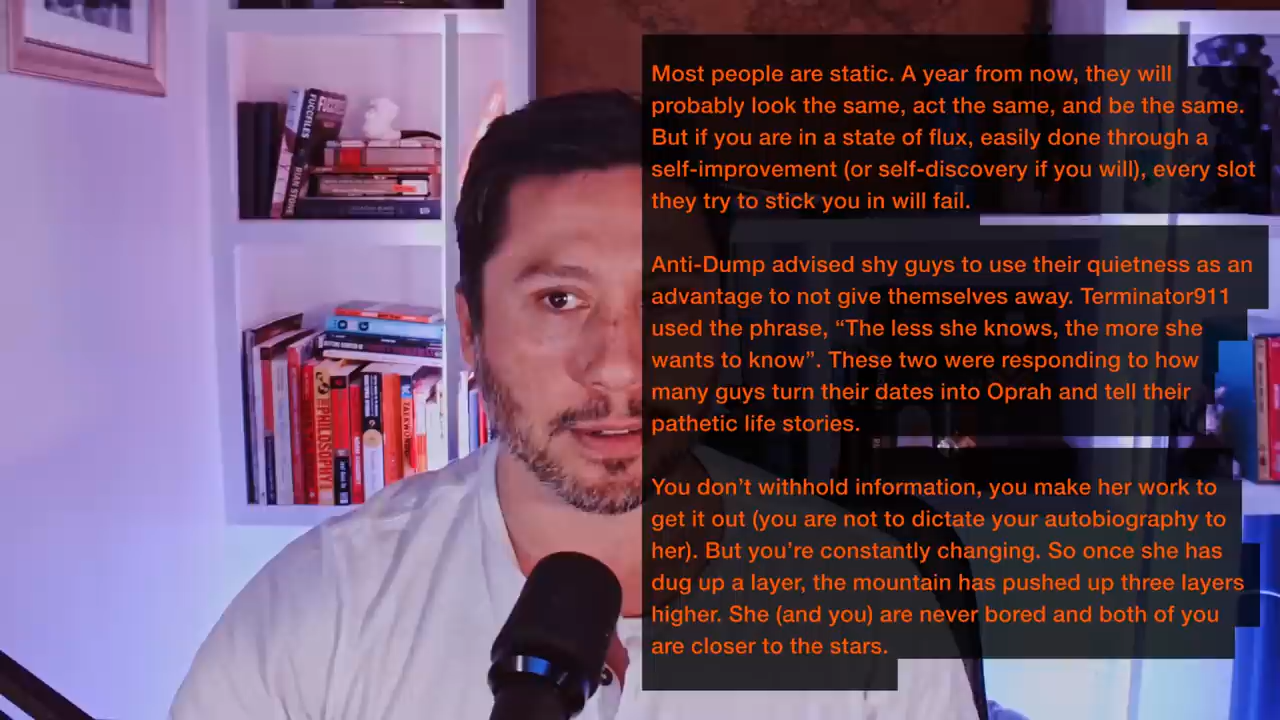 Most people are static. A year from now, they will
probably look the same, act the same, and be the same.
But if you are in a state of flux, easily done through a
self-improvement (or self-discovery if you will), every slot
they try to stick you in will fail.
Anti-Dump advised shy guys to use their quietness as an
advantage to not give themselves away. Terminator911
used the phrase, “The less she knows, the more she
wants to know”. These two were responding to how
many guys turn their dates into Oprah and tell their
pathetic life stories.
You don’t withhold information, you make her work to
get it out (you are not to dictate your autobiography to
her). But you’re constantly changing. So once she has
dug up a layer, the mountain has pushed up three layers
higher. She (and you) are never bored and both of you
are closer to the stars.
FUCCFILES
RIAN STONE
PHILOSOPHY